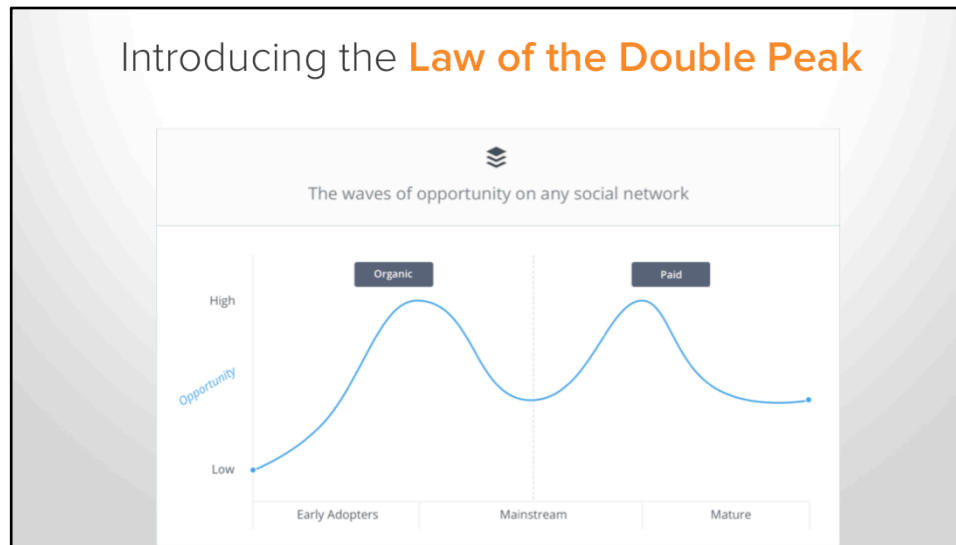 Introducing the Law of the Double Peak
The waves of opportunity on any social network
Organic
Paid
High
Opportunity
Low
Early Adopters
Mainstream
Mature